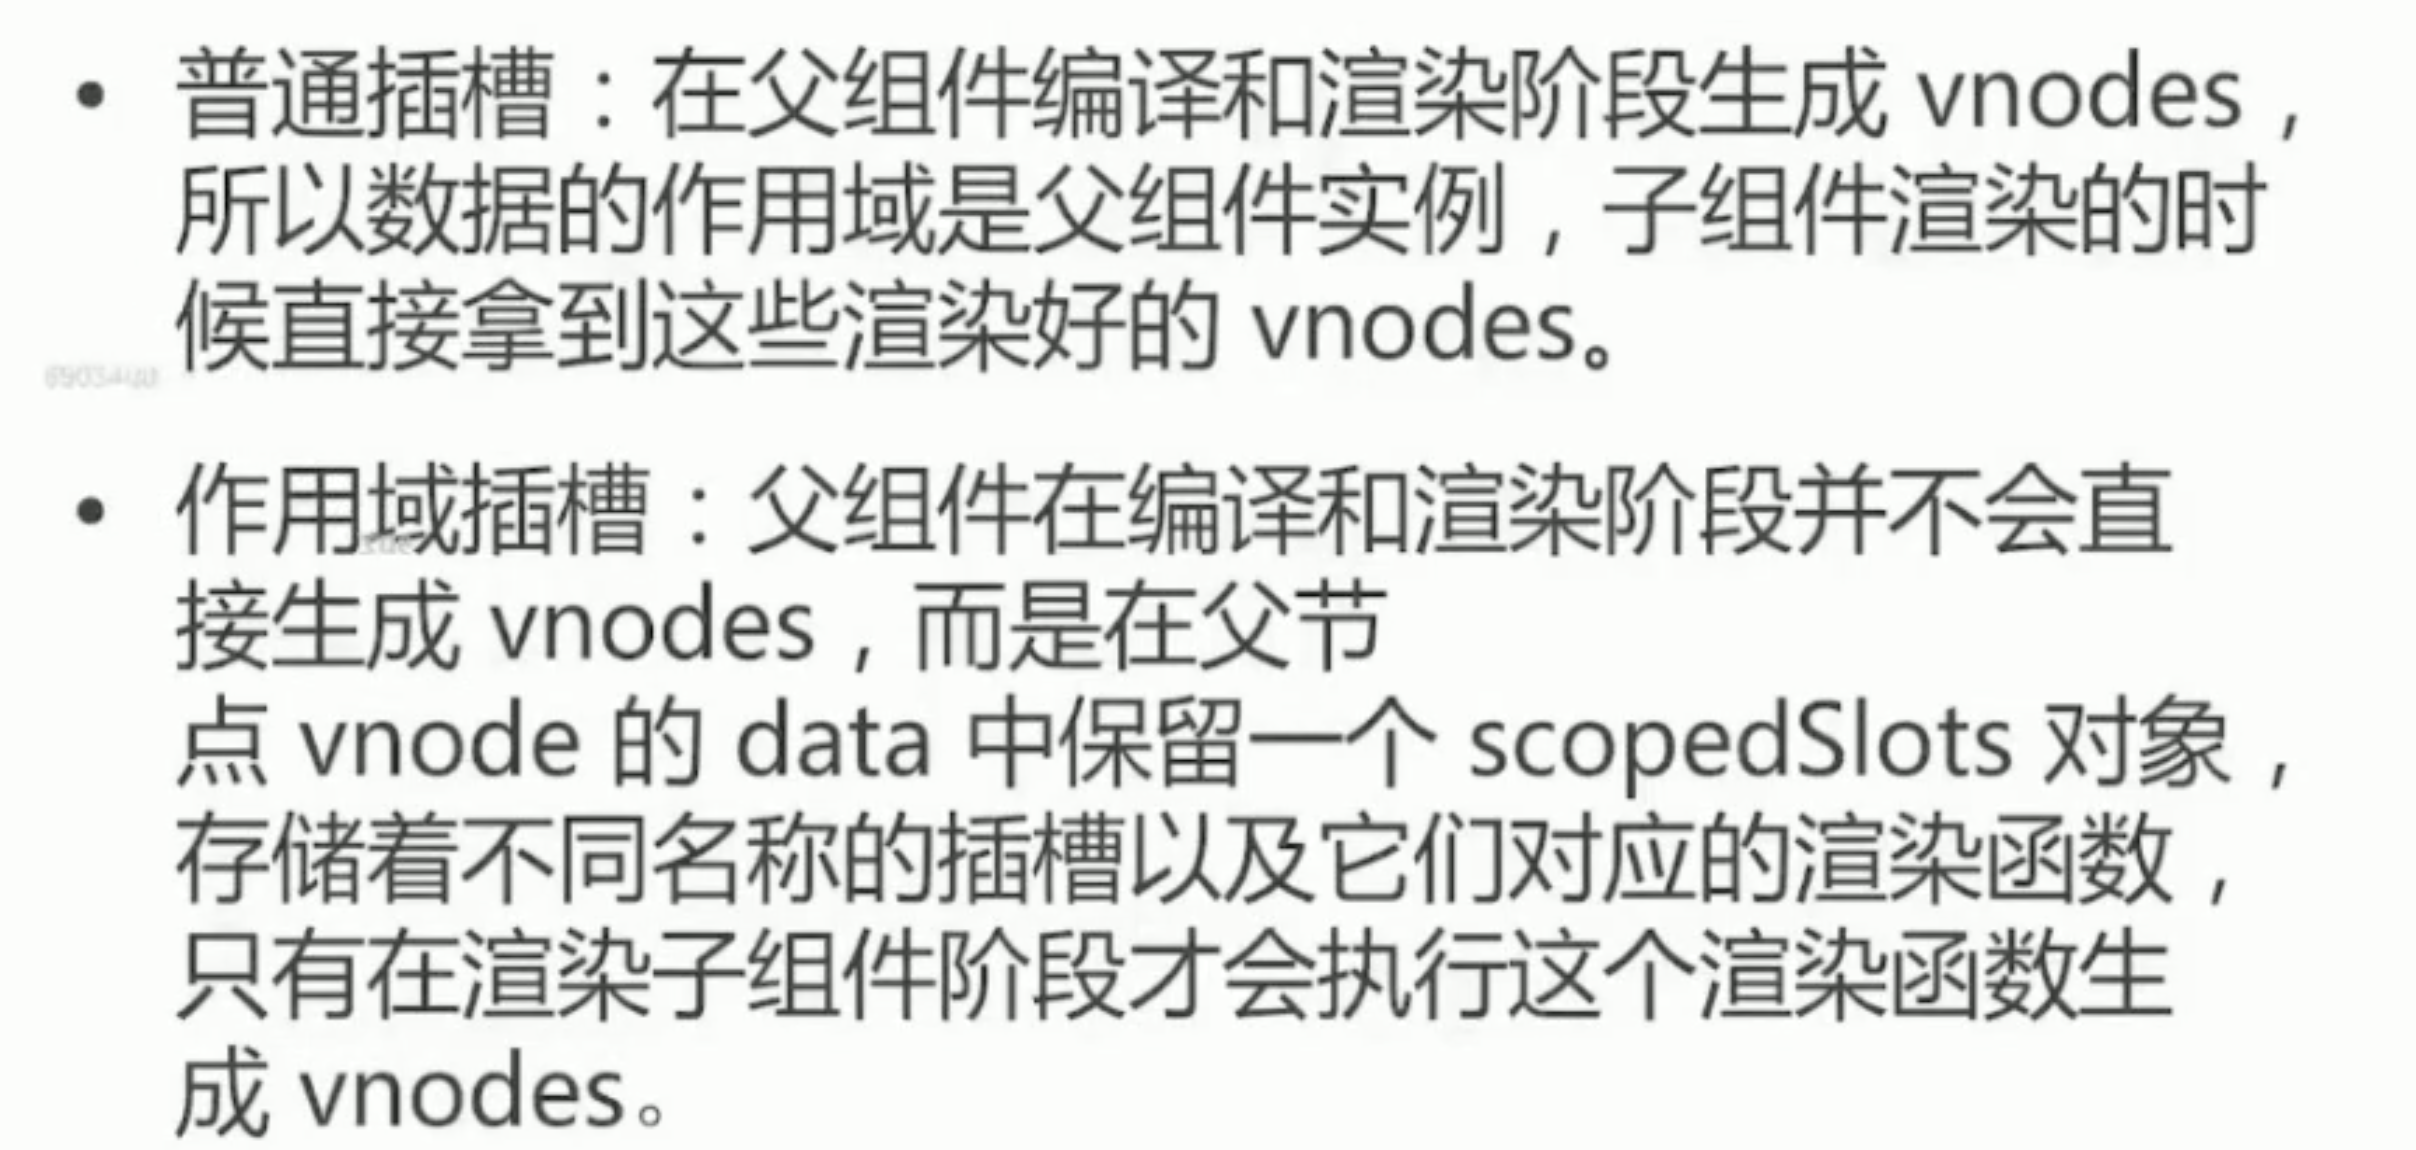 • 普通插槽：在父组件编译和渲染阶段生成 vnodes，
所以数据的作用域是父组件实例，子组件渲染的时
候直接拿到这些渲染好的 vnodes。
• 作用域插槽：父组件在编译和渲染阶段并不会直
接生成 vnodes，而是在父节
点 vnode 的 data 中保留一个 scopedSlots 对象，
存储着不同名称的插槽以及它们对应的渲染函数，
只有在渲染子组件阶段才会执行这个渲染函数生
成 vnodes。